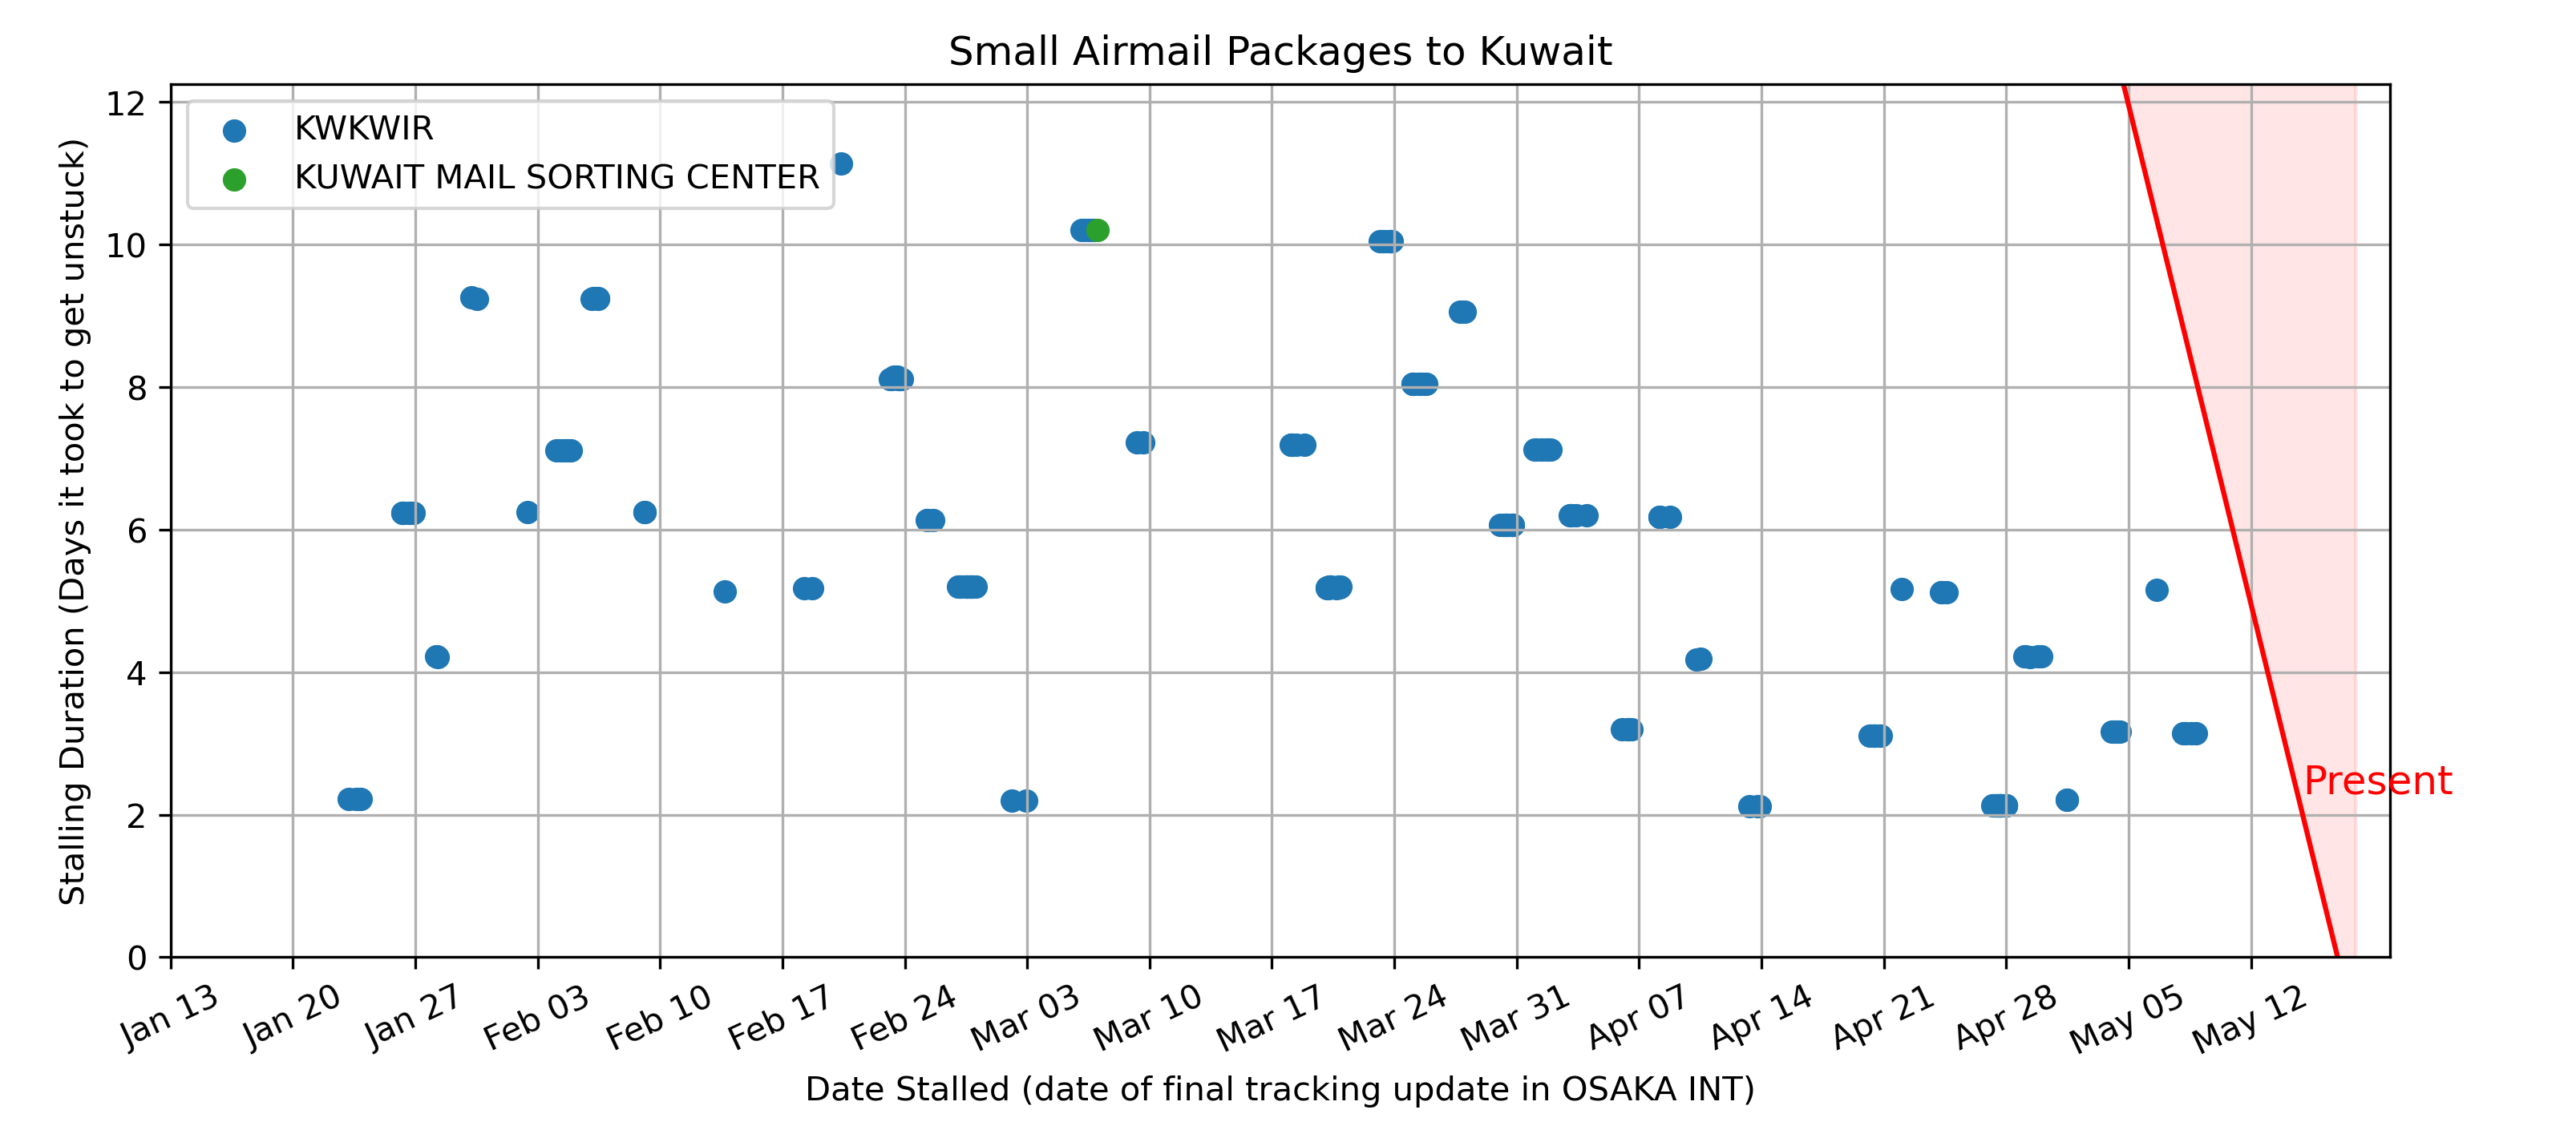 Small Airmail Packages to Kuwait
KWKWIR
KUWAIT MAIL SORTING CENTER
Stalling Duration (Days it took to get unstuck)
12
10
8
6
4
2
0
Present
Jan 13
Jan 20
Jan 27
Feb 03
Feb 10
Feb 17
Feb 24
Mar 03
Mar 10
Mar 17
Mar 24
Mar 31
Apr 07
Apr 14
Apr 21
Apr 28
May 05
May 12
Date Stalled (date of final tracking update in OSAKA INT)